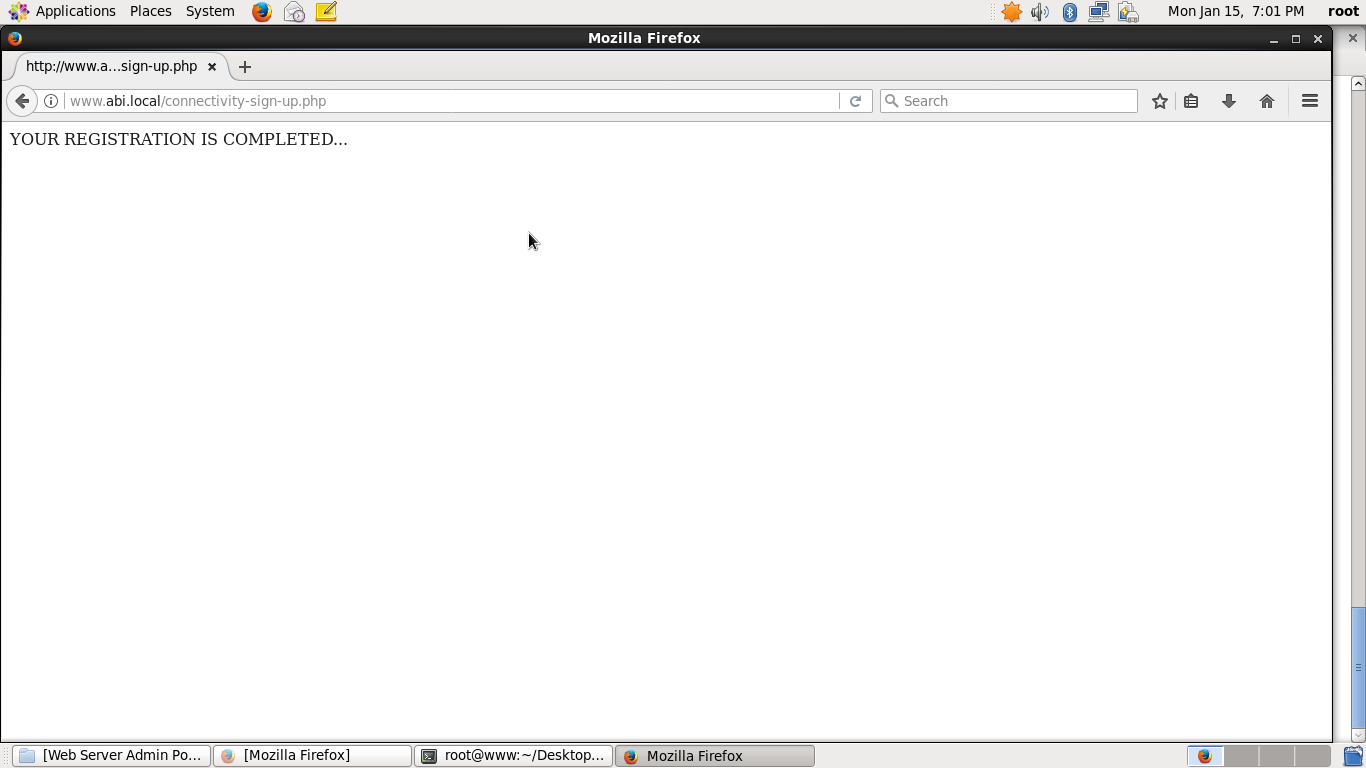 Applications Places System Mon Jan 15, 7:01 PM root
Mozilla Firefox
http://www.a...sign-up.php
www.abi.local/connectivity-sign-up.php Search
YOUR REGISTRATION IS COMPLETED...
[Web Server Admin Po... [Mozilla Firefox] root@www:~/Desktop... Mozilla Firefox